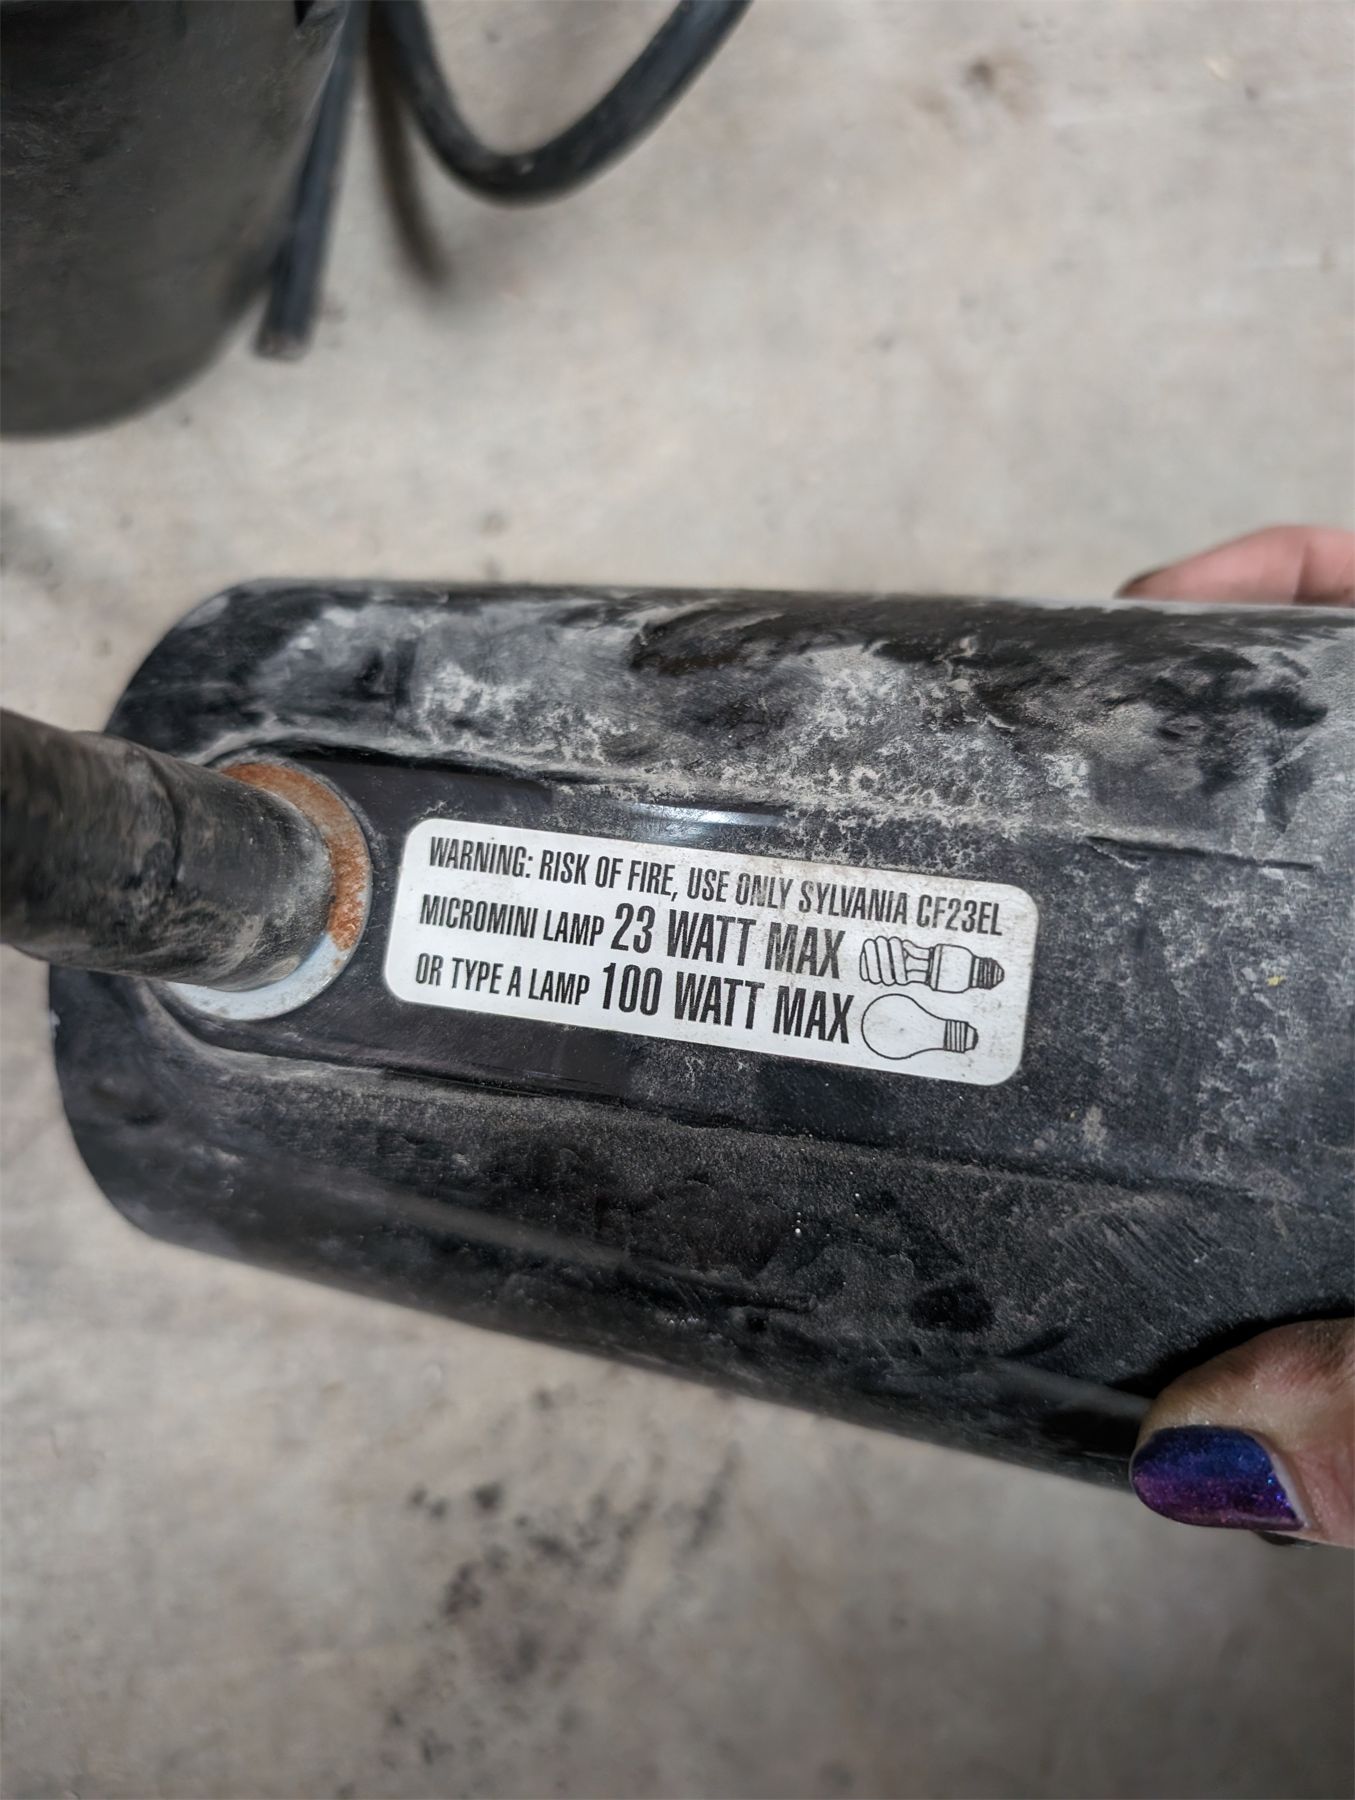 WARNING: RISK OF FIRE, USE ONLY SYLVANIA CF23EL
MICROMINI LAMP 23 WATT MAX
OR TYPE A LAMP 100 WATT MAX